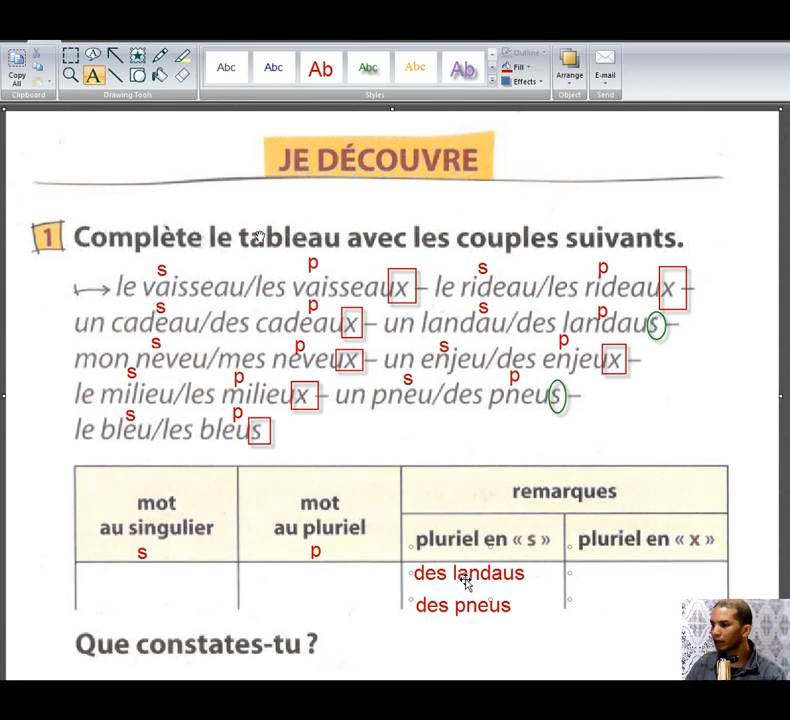 Outline
Copy
All
Abc Abc Ab Abc Abc Ab
Fill
Effects
Arrange
E-mail
Clipboard
Drawing Tools
Styles
Object
Send
JE DÉCOUVRE
1 Complète le tableau avec les couples suivants.
s p s p
le vaisseau/les vaisseaux – le rideau/les rideaux –
s p s p
un cadeau/des cadeaux – un landau/des landaus –
s p s p
mon neveu/mes neveux – un enjeu/des enjeux –
s p s p
le milieu/les milieux – un pneu/des pneus –
s p
le bleu/les bleus
mot
au singulier
s
mot
au pluriel
p
remarques
pluriel en « s »
pluriel en « x »
des landaus
des pneus
Que constates-tu ?